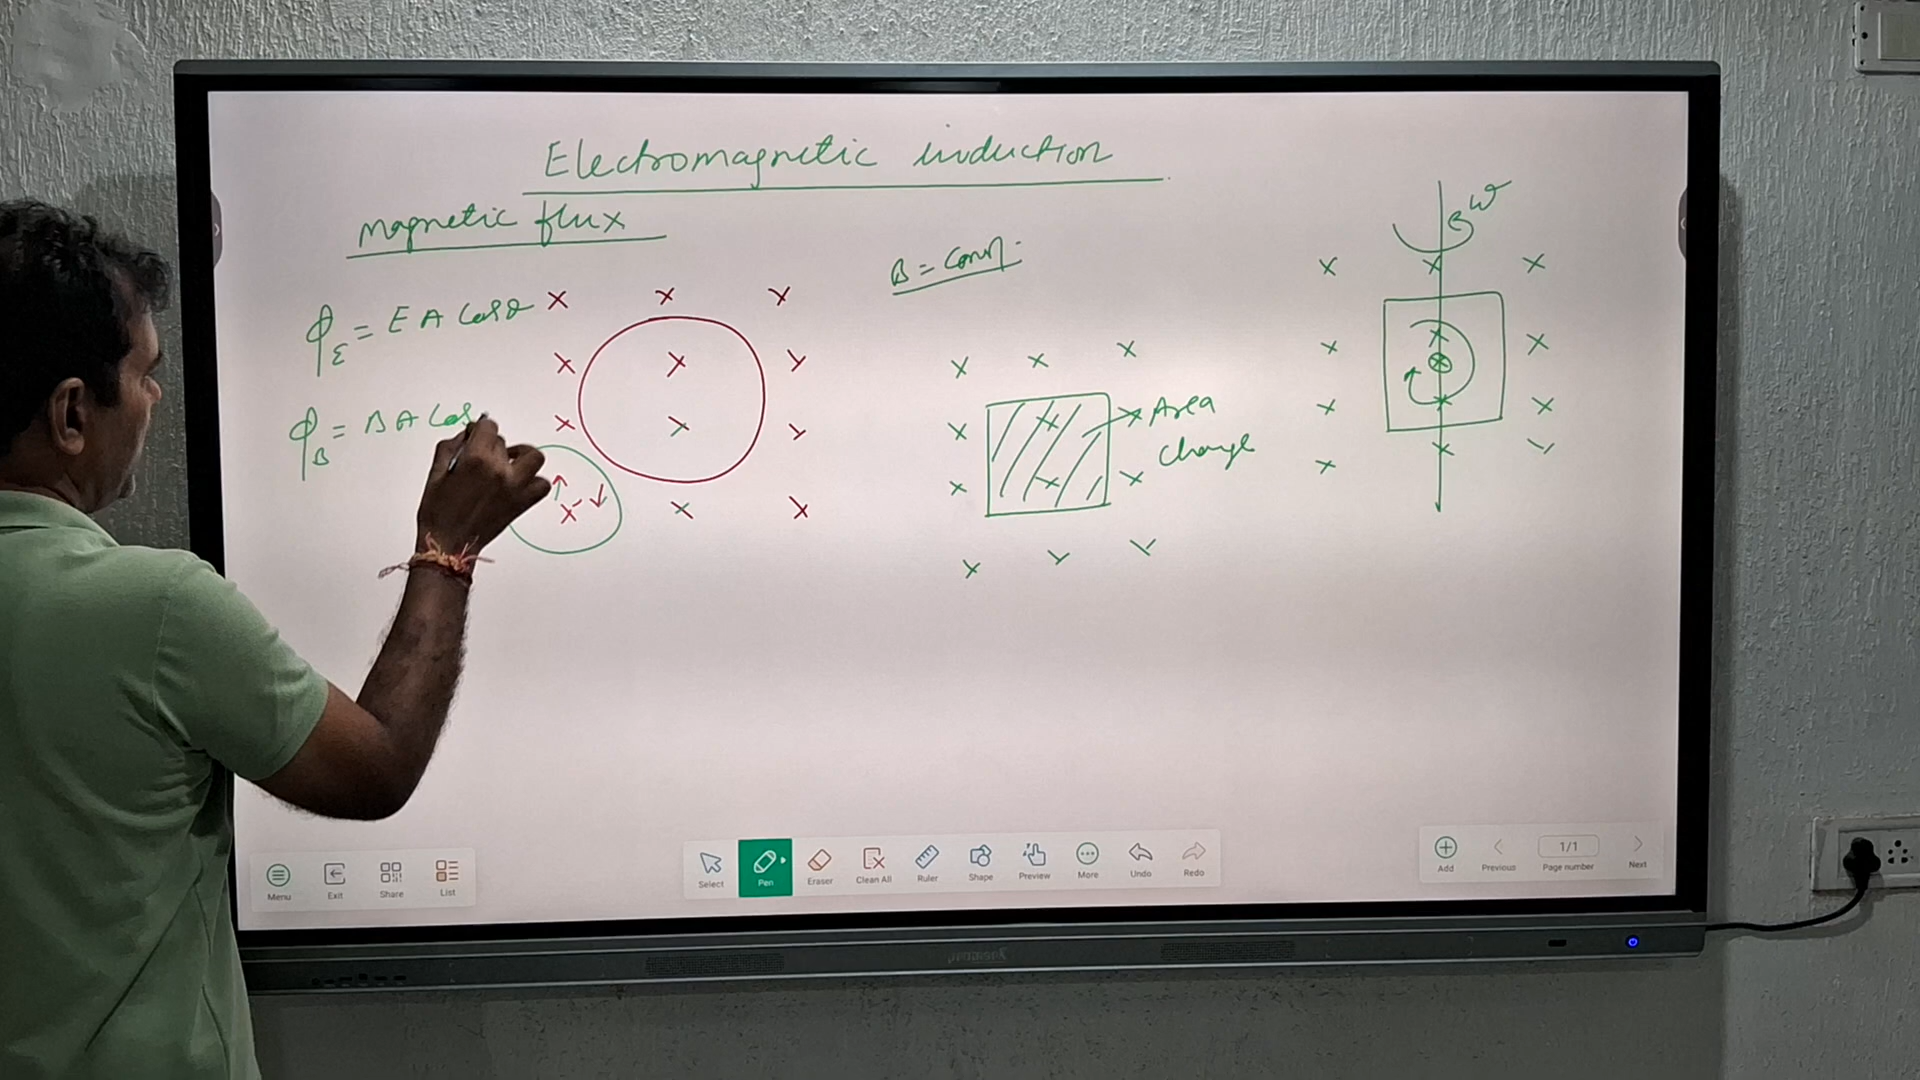 Electromagnetic induction
magnetic flux
ω
B = Const.
φE = E A Cosθ
φB = B A Cos
Area
Change
Menu
Exit
Share
List
Select
Pen
Eraser
Clean All
Ruler
Shape
Preview
More
Undo
Redo
Add
Previous
1/1
Page number
Next